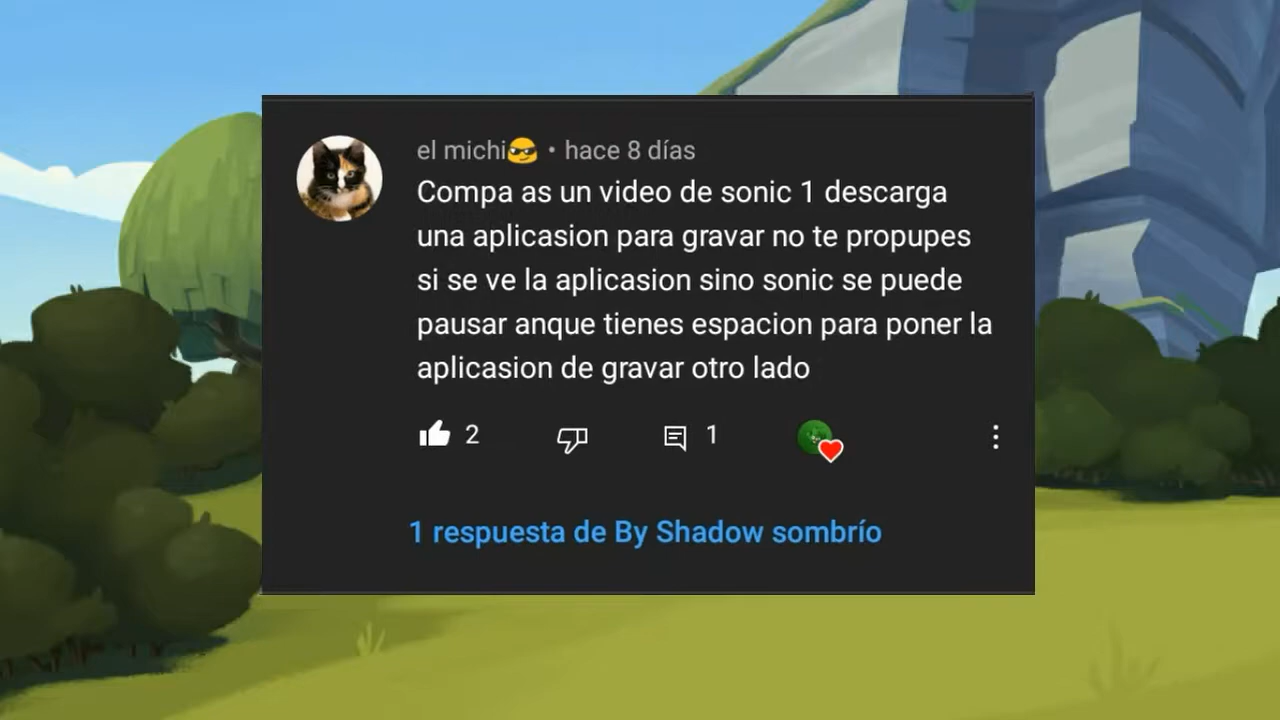 el michi😎 • hace 8 días
Compa as un video de sonic 1 descarga
una aplicasion para gravar no te propupes
si se ve la aplicasion sino sonic se puede
pausar anque tienes espacion para poner la
aplicasion de gravar otro lado
2 1
1 respuesta de By Shadow sombrío